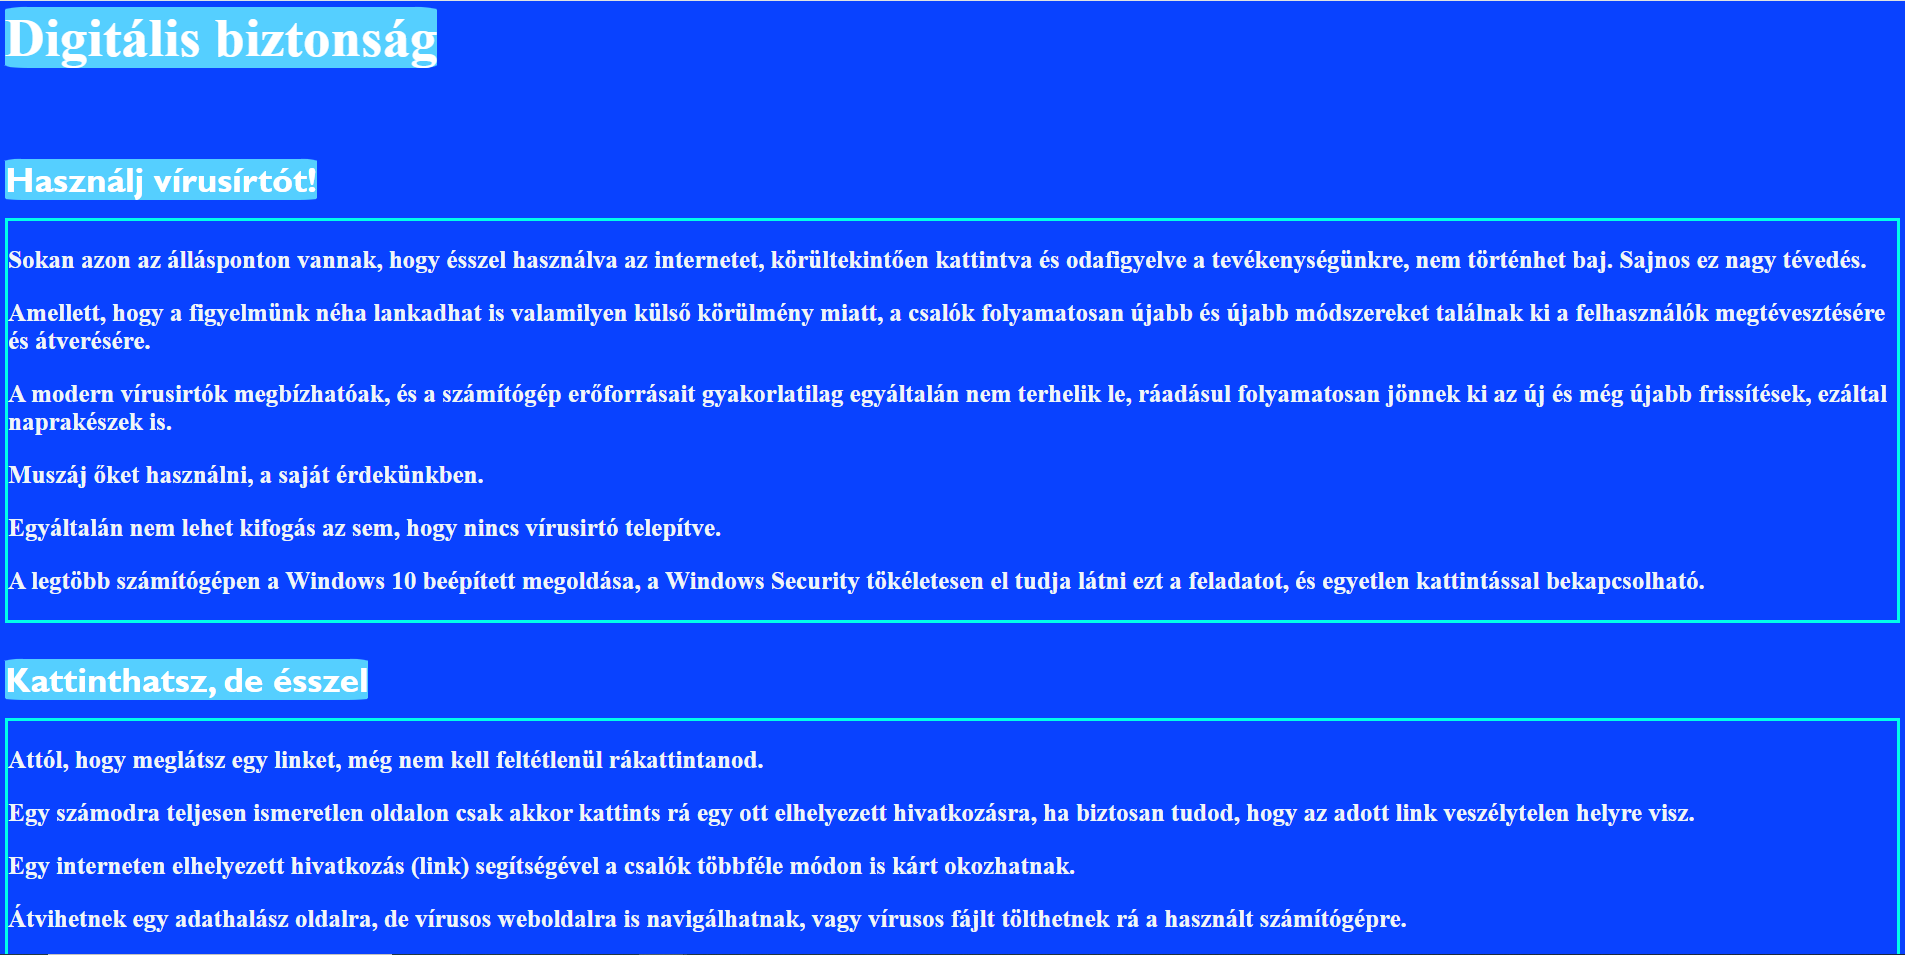 Digitális biztonság
Használj vírusírtót!
Sokan azon az állásponton vannak, hogy ésszel használva az internetet, körültekintően kattintva és odafigyelve a tevékenységünkre, nem történhet baj. Sajnos ez nagy tévedés.
Amellett, hogy a figyelmünk néha lankadhat is valamilyen külső körülmény miatt, a csalók folyamatosan újabb és újabb módszereket találnak ki a felhasználók megtévesztésére
és átverésére.
A modern vírusirtók megbízhatóak, és a számítógép erőforrásait gyakorlatilag egyáltalán nem terhelik le, ráadásul folyamatosan jönnek ki az új és még újabb frissítések, ezáltal
naprakészek is.
Muszáj őket használni, a saját érdekünkben.
Egyáltalán nem lehet kifogás az sem, hogy nincs vírusirtó telepítve.
A legtöbb számítógépen a Windows 10 beépített megoldása, a Windows Security tökéletesen el tudja látni ezt a feladatot, és egyetlen kattintással bekapcsolható.
Kattinthatsz, de ésszel
Attól, hogy meglátsz egy linket, még nem kell feltétlenül rákattintanod.
Egy számodra teljesen ismeretlen oldalon csak akkor kattints rá egy ott elhelyezett hivatkozásra, ha biztosan tudod, hogy az adott link veszélytelen helyre visz.
Egy interneten elhelyezett hivatkozás (link) segítségével a csalók többféle módon is kárt okozhatnak.
Átvihetnek egy adathalász oldalra, de vírusos weboldalra is navigálhatnak, vagy vírusos fájlt tölthetnek rá a használt számítógépre.